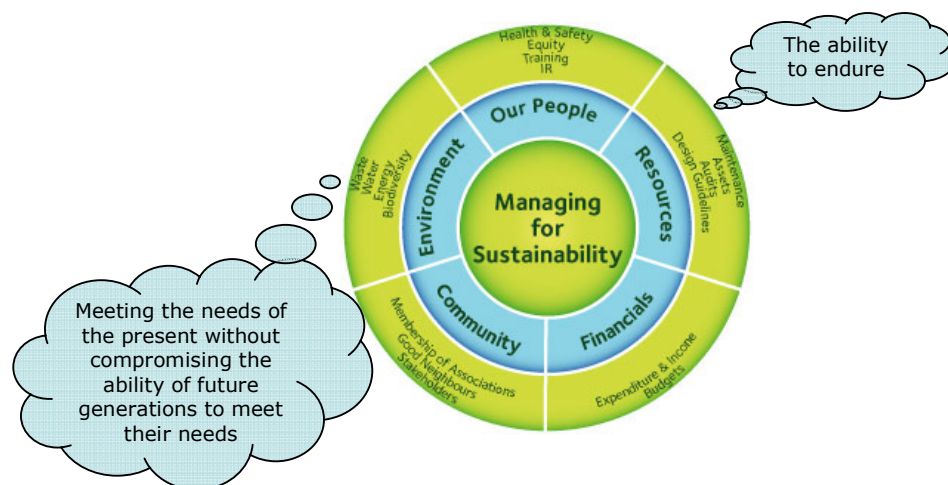 Health & Safety
Equity
Training
IR
The ability
to endure
Our People
Maintenance
Assets
Audits
Design Guidelines
Resources
Waste
Water
Energy
Biodiversity
Environment
Managing
for
Sustainability
Meeting the needs of
the present without
compromising the
ability of future
generations to meet
their needs
Community
Membership of Associations
Good Neighbours
Stakeholders
Financials
Expenditure & Income
Budgets